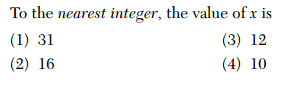 To the nearest integer, the value of x is
(1) 31 (3) 12
(2) 16 (4) 10